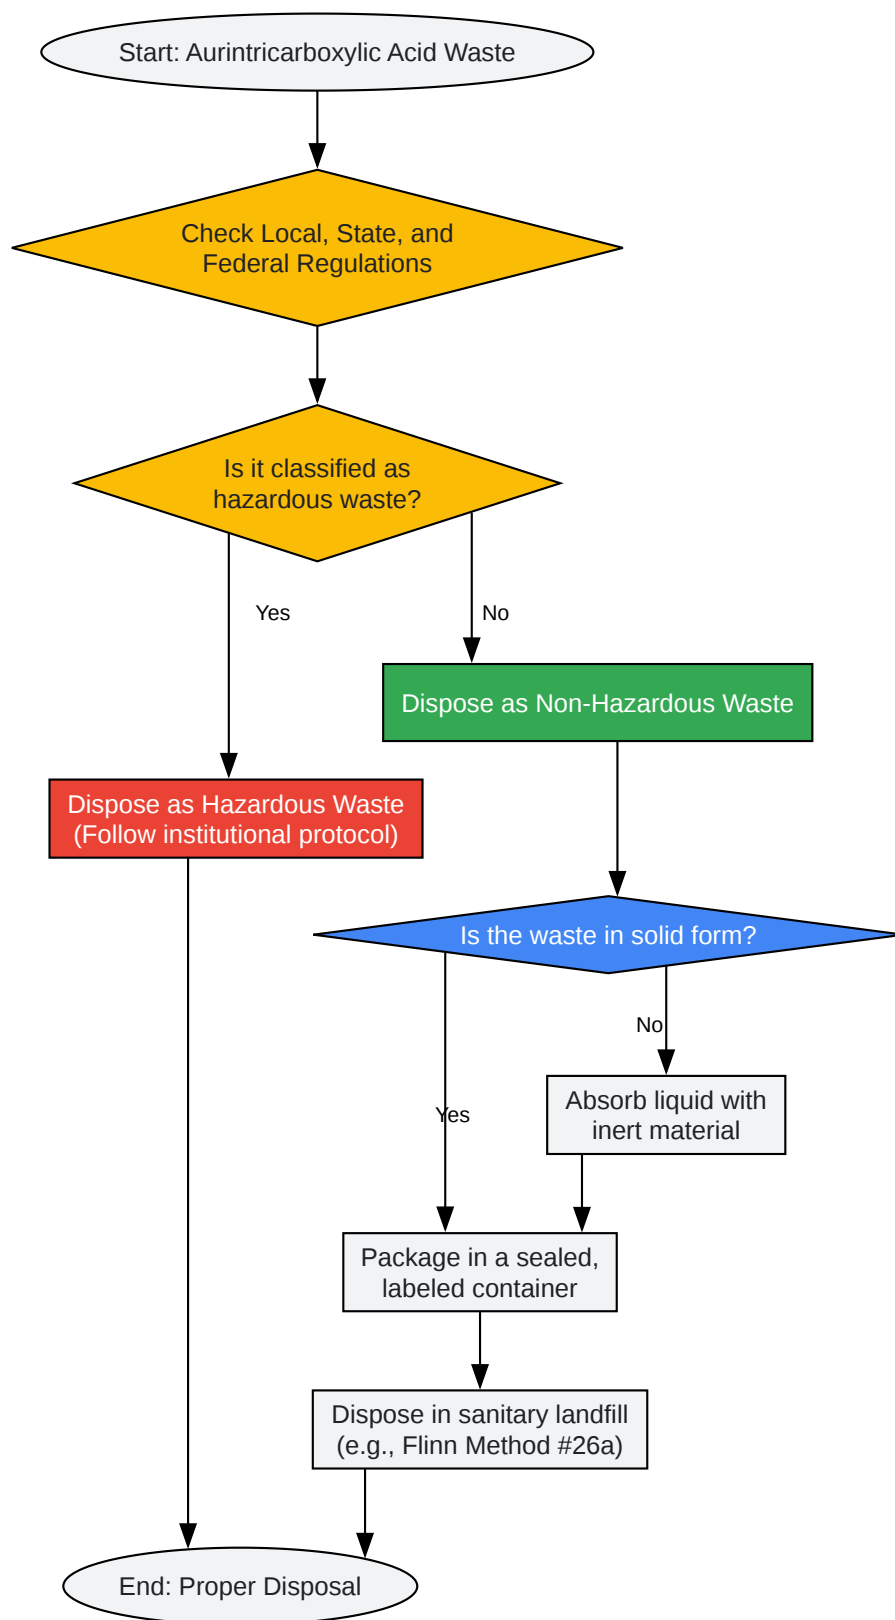 Start: Aurintricarboxylic Acid Waste
Check Local, State, and
Federal Regulations
Is it classified as
hazardous waste?
Yes
No
Dispose as Non-Hazardous Waste
Dispose as Hazardous Waste
(Follow institutional protocol)
Is the waste in solid form?
No
Yes
Absorb liquid with
inert material
Package in a sealed,
labeled container
Dispose in sanitary landfill
(e.g., Flinn Method #26a)
End: Proper Disposal